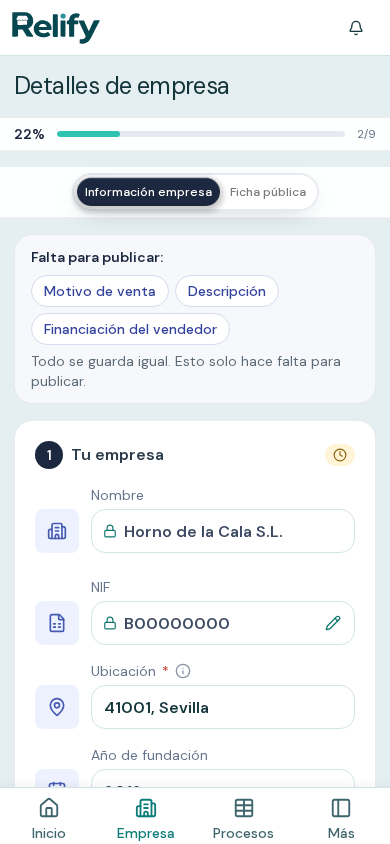 Relify
Detalles de empresa
22%
2/9
Información empresa
Ficha pública
Falta para publicar:
Motivo de venta
Descripción
Financiación del vendedor
Todo se guarda igual. Esto solo hace falta para
publicar.
1
Tu empresa
Nombre
Horno de la Cala S.L.
NIF
B00000000
Ubicación *
41001, Sevilla
Año de fundación
Inicio
Empresa
Procesos
Más